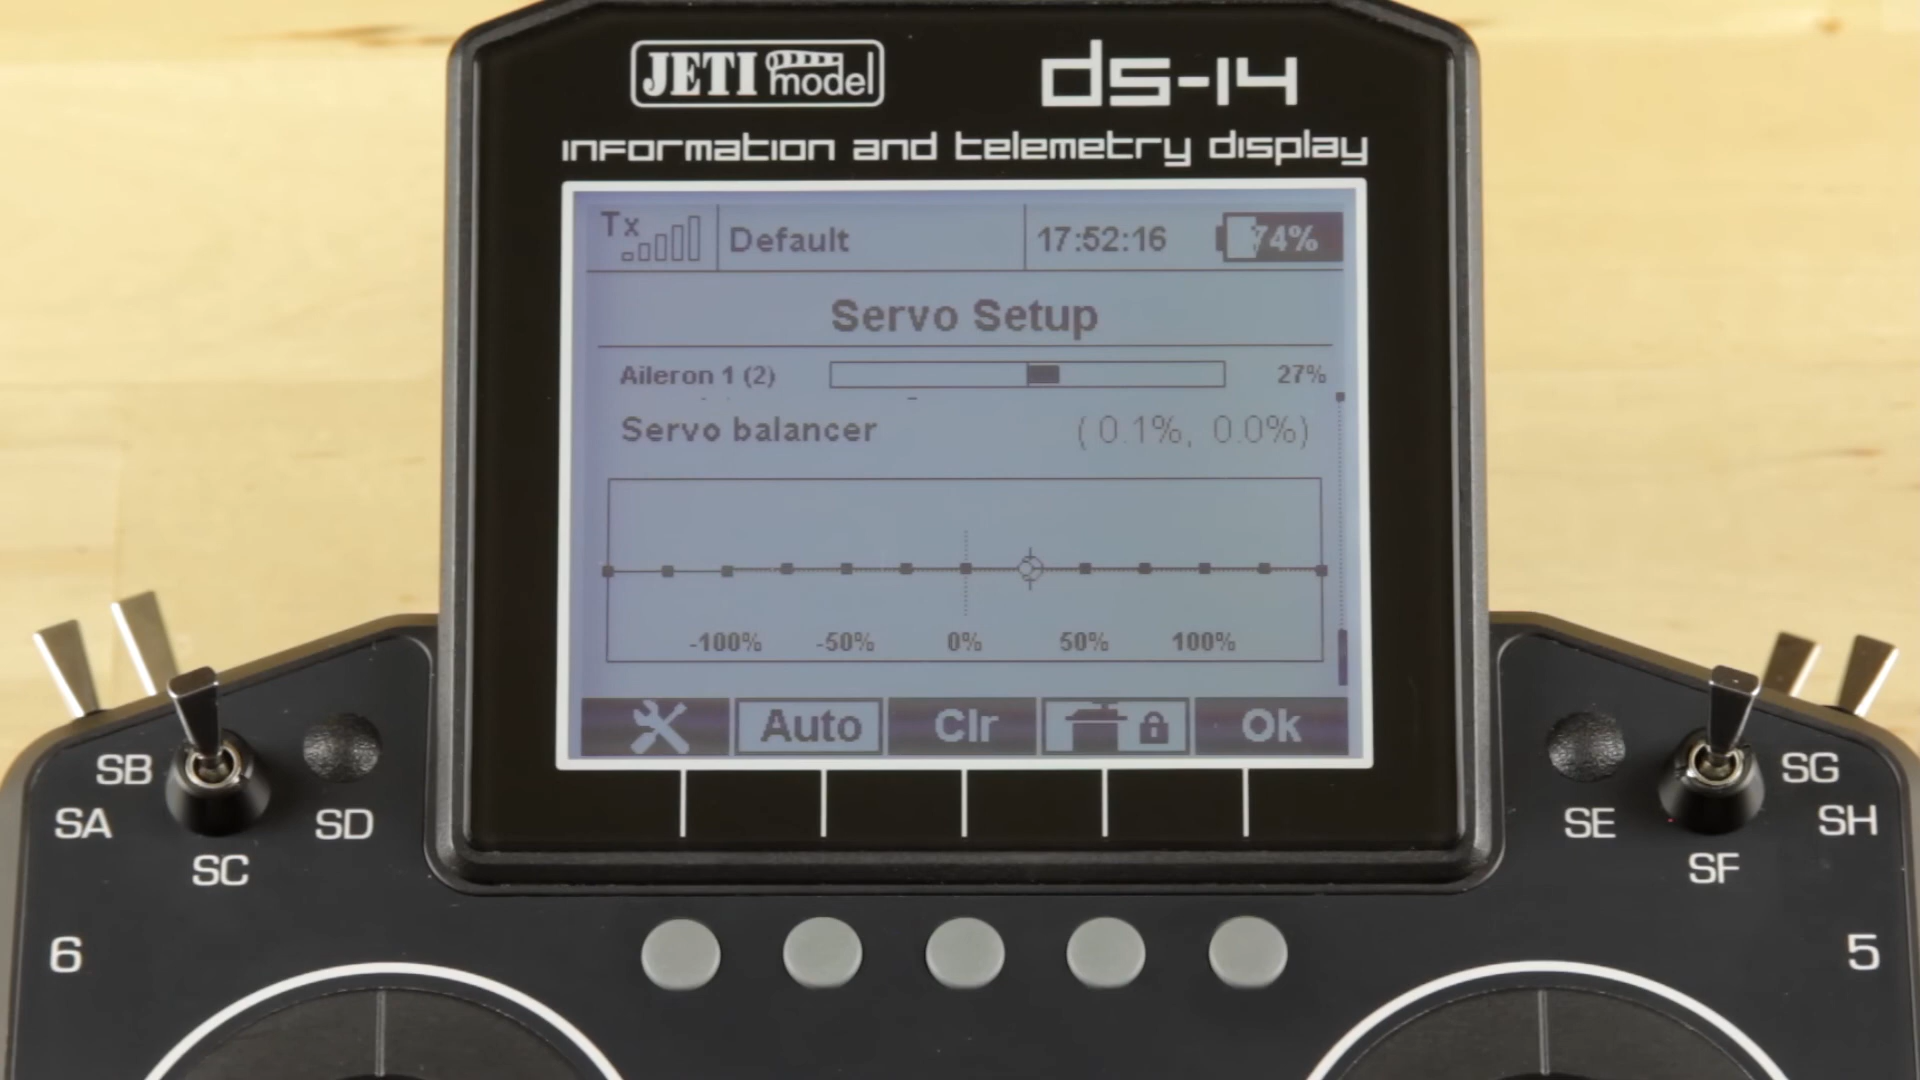 JETI model
ds-14
information and telemetry display
Tx Default 17:52:16 74%
Servo Setup
Aileron 1 (2) 27%
Servo balancer ( 0.1%, 0.0%)
-100% -50% 0% 50% 100%
Auto Clr Ok
SB
SA
SD
SC
SG
SE
SH
SF
6
5